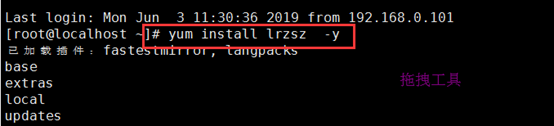 Last login: Mon Jun  3 11:30:36 2019 from 192.168.0.101
[root@localhost ~]# yum install lrzsz  -y
已加载插件：fastestmirror, langpacks
base
extras
拖拽工具
local
updates